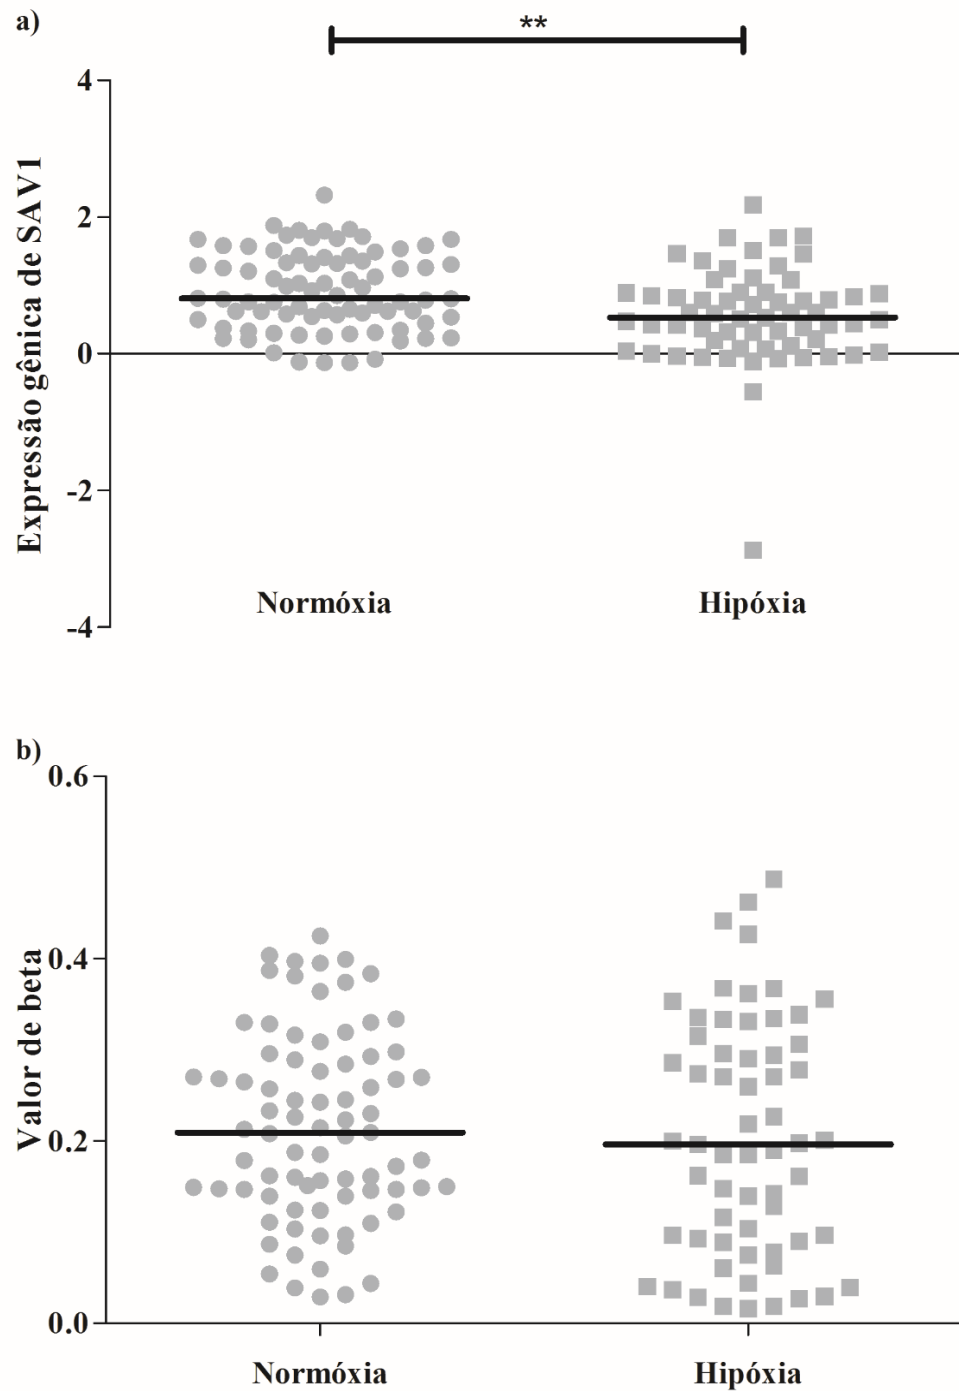 a)
**
Expressão gênica de SAV1
4
2
0
-2
-4
Normóxia
Hipóxia
b)
Valor de beta
0.6
0.4
0.2
0.0
Normóxia
Hipóxia